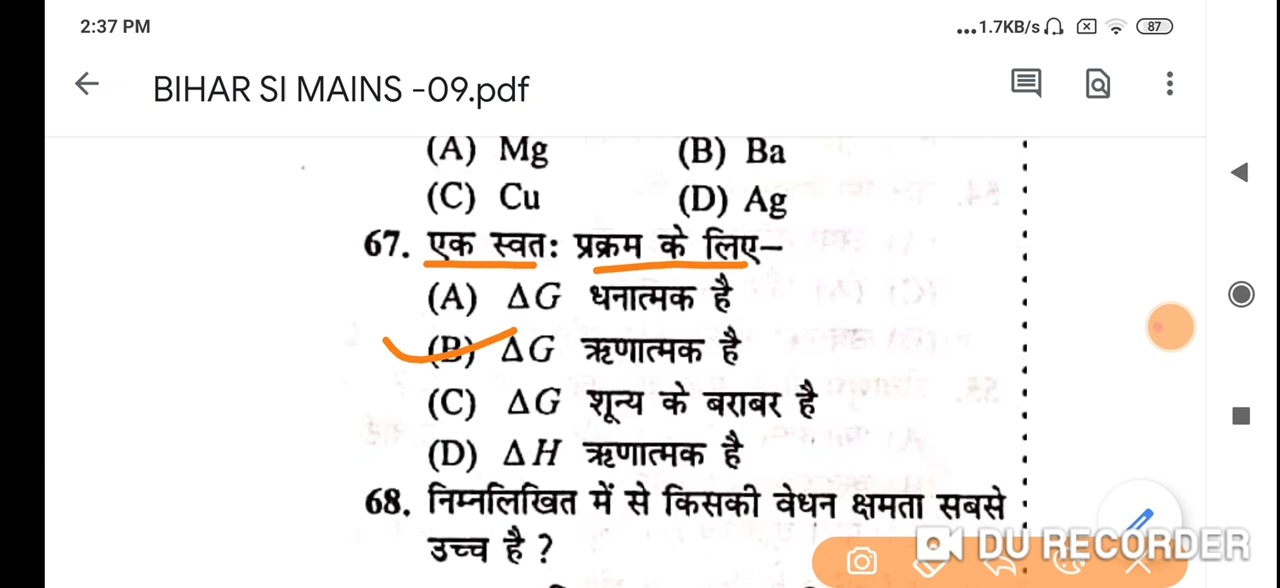 2:37 PM
...1.7KB/s 87
BIHAR SI MAINS -09.pdf
(A) Mg (B) Ba
(C) Cu (D) Ag
67. एक स्वतः प्रक्रम के लिए–
(A) ΔG धनात्मक है
(B) ΔG ऋणात्मक है
(C) ΔG शून्य के बराबर है
(D) ΔH ऋणात्मक है
68. निम्नलिखित में से किसकी वेधन क्षमता सबसे
उच्च है ?
DU RECORDER